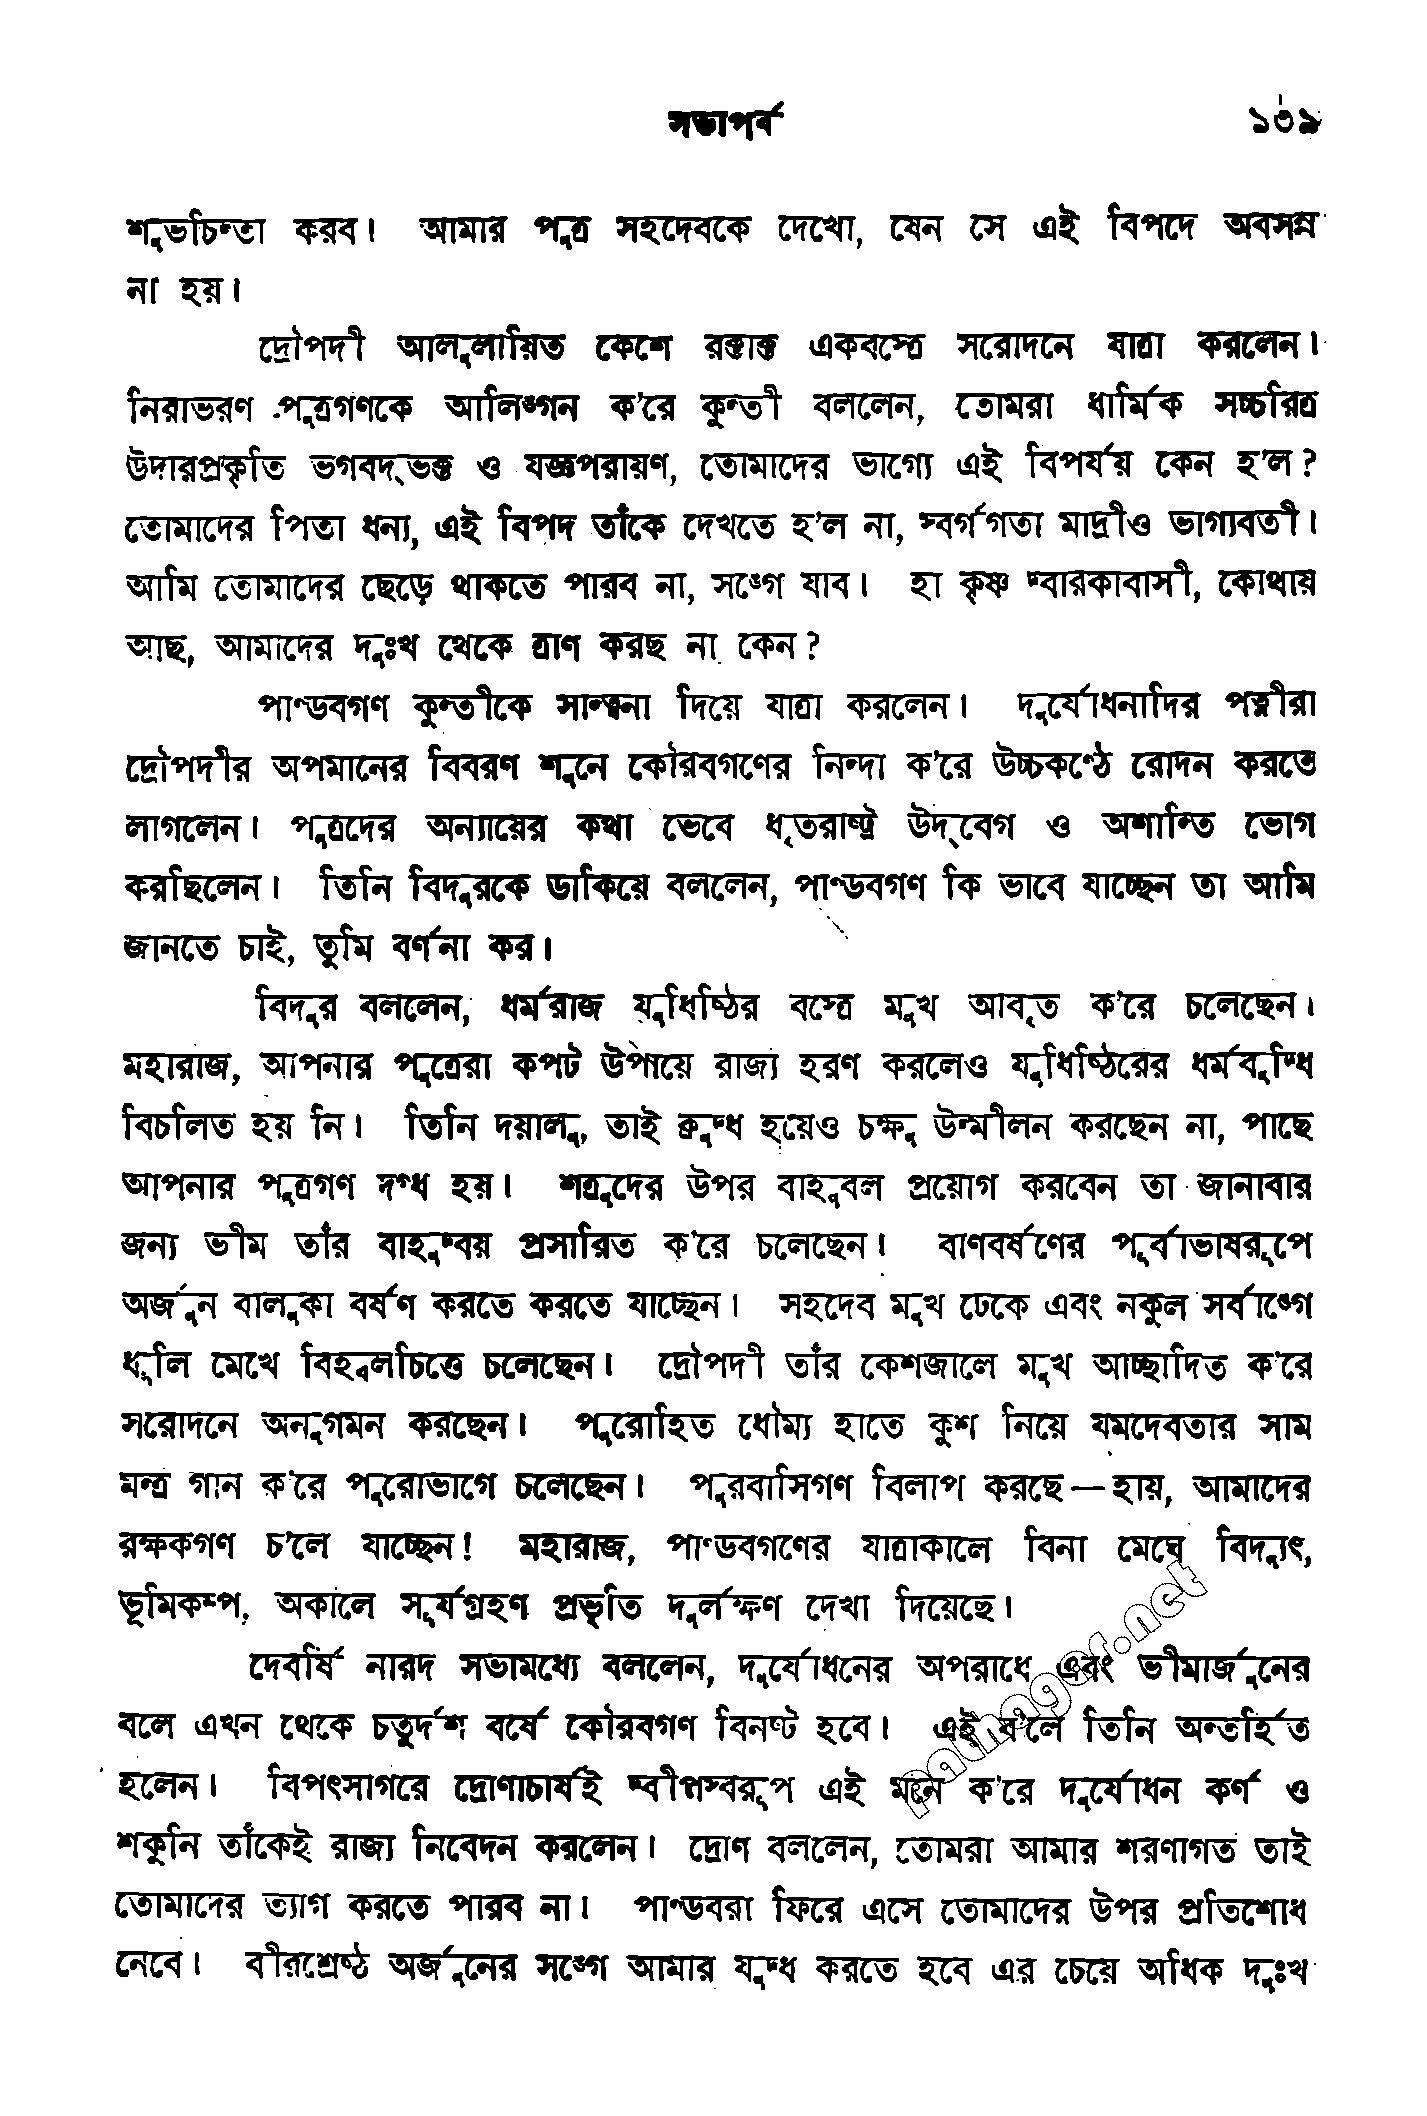 সভাপর্ব ১৩৯
শুভচিন্তা করব। আমার পুত্র সহদেবকে দেখো, যেন সে এই বিপদে অবসন্ন
না হয়।
দ্রৌপদী আলুলায়িত কেশে রক্তাক্ত একবস্ত্রে সরোদনে যাত্রা করলেন।
নিরাভরণ পুত্রগণকে আলিঙ্গন ক'রে কুন্তী বললেন, তোমরা ধার্মিক সচ্চরিত্র
উদারপ্রকৃতি ভগবদ্‌ভক্ত ও যজ্ঞপরায়ণ, তোমাদের ভাগ্যে এই বিপর্যয় কেন হ'ল?
তোমাদের পিতা ধন্য, এই বিপদ তাঁকে দেখতে হ'ল না, স্বর্গগতা মাদ্রীও ভাগ্যবতী।
আমি তোমাদের ছেড়ে থাকতে পারব না, সঙ্গে যাব। হা কৃষ্ণ দ্বারকাবাসী, কোথায়
আছ, আমাদের দুঃখ থেকে ত্রাণ করছ না কেন?
পাণ্ডবগণ কুন্তীকে সান্ত্বনা দিয়ে যাত্রা করলেন। দুর্যোধনাদির পত্নীরা
দ্রৌপদীর অপমানের বিবরণ শুনে কৌরবগণের নিন্দা ক'রে উচ্চকণ্ঠে রোদন করতে
লাগলেন। পুত্রদের অন্যায়ের কথা ভেবে ধৃতরাষ্ট্র উদ্‌বেগ ও অশান্তি ভোগ
করছিলেন। তিনি বিদুরকে ডাকিয়ে বললেন, পাণ্ডবগণ কি ভাবে যাচ্ছেন তা আমি
জানতে চাই, তুমি বর্ণনা কর।
বিদুর বললেন, ধর্মরাজ যুধিষ্ঠির বস্ত্রে মুখ আবৃত ক'রে চলেছেন।
মহারাজ, আপনার পুত্রেরা কপট উপায়ে রাজ্য হরণ করলেও যুধিষ্ঠিরের ধর্মবুদ্ধি
বিচলিত হয় নি। তিনি দয়ালু, তাই ক্রুদ্ধ হয়েও চক্ষু উন্মীলন করছেন না, পাছে
আপনার পুত্রগণ দগ্ধ হয়। শত্রুদের উপর বাহুবল প্রয়োগ করবেন তা জানাবার
জন্য ভীম তাঁর বাহুদ্বয় প্রসারিত ক'রে চলেছেন। বাণবর্ষণের পূর্বাভাষরূপে
অর্জুন বালুকা বর্ষণ করতে করতে যাচ্ছেন। সহদেব মুখ ঢেকে এবং নকুল সর্বাঙ্গে
ধূলি মেখে বিহ্বলচিত্তে চলেছেন। দ্রৌপদী তাঁর কেশজালে মুখ আচ্ছাদিত ক'রে
সরোদনে অনুগমন করছেন। পুরোহিত ধৌম্য হাতে কুশ নিয়ে যমদেবতার সাম
মন্ত্র গান ক'রে পুরোভাগে চলেছেন। পুরবাসিগণ বিলাপ করছে—হায়, আমাদের
রক্ষকগণ চ'লে যাচ্ছেন! মহারাজ, পাণ্ডবগণের যাত্রাকালে বিনা মেঘে বিদ্যুৎ,
ভূমিকম্প, অকালে সূর্যগ্রহণ প্রভৃতি দুর্লক্ষণ দেখা দিয়েছে।
দেবর্ষি নারদ সভামধ্যে বললেন, দুর্যোধনের অপরাধে এবং ভীমার্জুনের
বলে এখন থেকে চতুর্দশ বর্ষে কৌরবগণ বিনষ্ট হবে। এই ব'লে তিনি অন্তর্হিত
হলেন। বিপৎসাগরে দ্রোণাচার্যই দ্বীপস্বরূপ এই মনে ক'রে দুর্যোধন কর্ণ ও
শকুনি তাঁকেই রাজ্য নিবেদন করলেন। দ্রোণ বললেন, তোমরা আমার শরণাগত তাই
তোমাদের ত্যাগ করতে পারব না। পাণ্ডবরা ফিরে এসে তোমাদের উপর প্রতিশোধ
নেবে। বীরশ্রেষ্ঠ অর্জুনের সঙ্গে আমার যুদ্ধ করতে হবে এর চেয়ে অধিক দুঃখ
pathagar.net